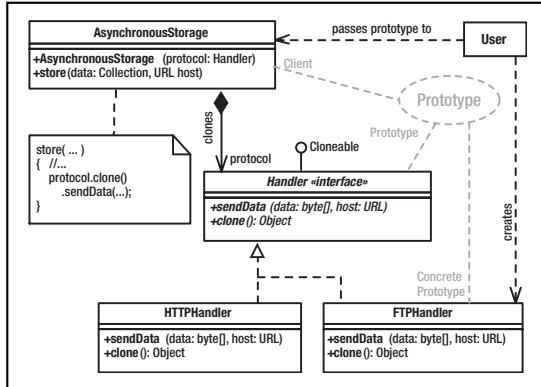 AsynchronousStorage
+AsynchronousStorage (protocol: Handler)
+store(data: Collection, URL host)
passes prototype to
User
Client
Prototype
Prototype
clones
protocol
Cloneable
store( ... )
{ //...
protocol.clone()
.sendData(...);
}
Handler «interface»
+sendData (data: byte[], host: URL)
+clone(): Object
creates
Concrete
Prototype
HTTPHandler
+sendData (data: byte[], host: URL)
+clone(): Object
FTPHandler
+sendData (data: byte[], host: URL)
+clone(): Object